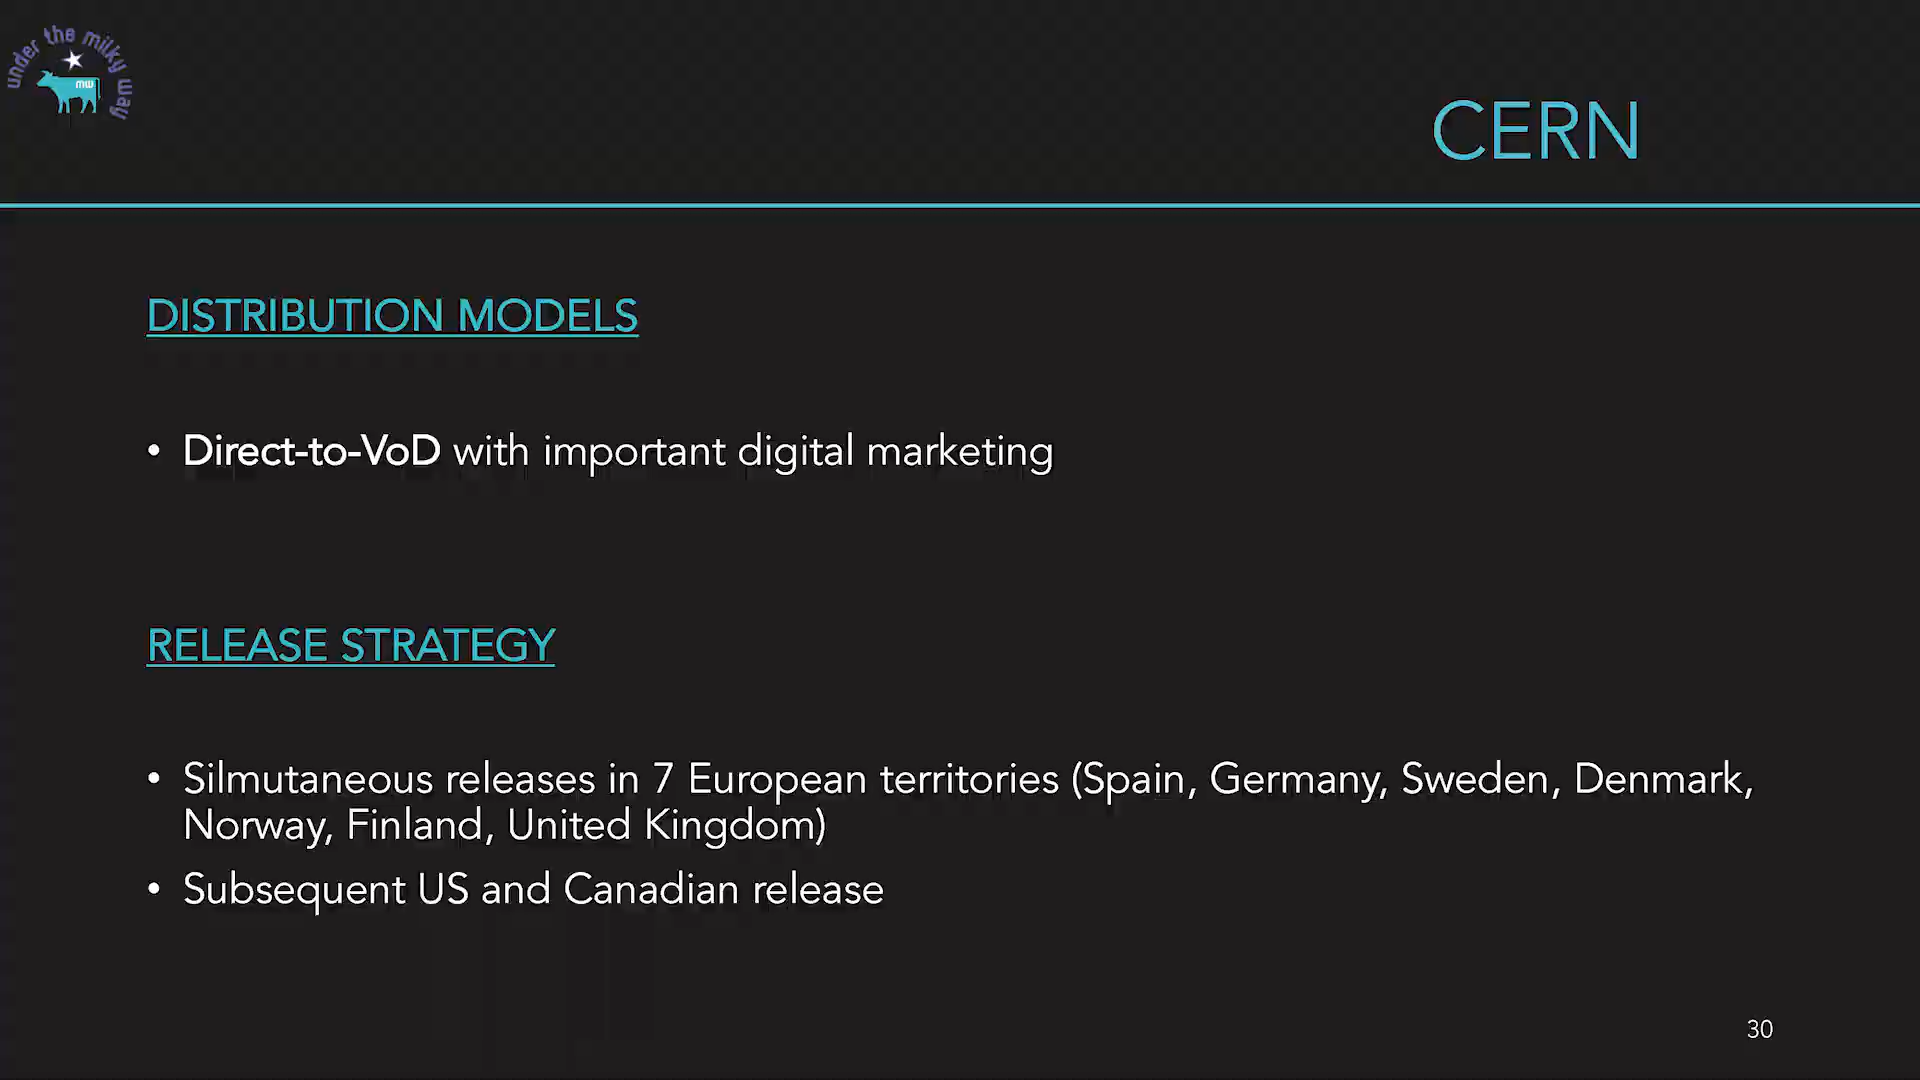 under the milky way
mw
CERN
DISTRIBUTION MODELS
• Direct-to-VoD with important digital marketing
RELEASE STRATEGY
• Silmutaneous releases in 7 European territories (Spain, Germany, Sweden, Denmark,
Norway, Finland, United Kingdom)
• Subsequent US and Canadian release
30